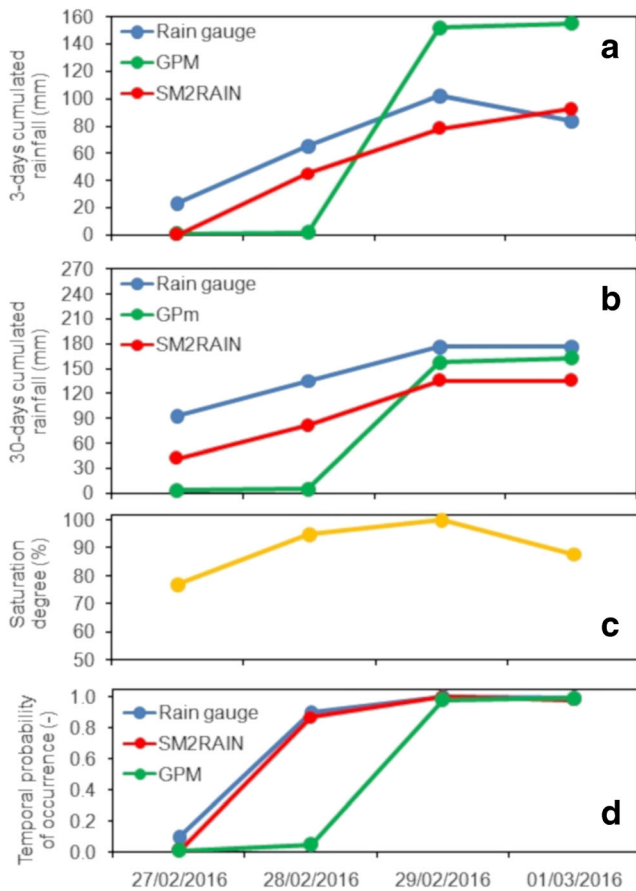 3-days cumulated
rainfall (mm)
160
140
120
100
80
60
40
20
0
Rain gauge
GPM
SM2RAIN
a
30-days cumulated
rainfall (mm)
270
240
210
180
150
120
90
60
30
0
Rain gauge
GPm
SM2RAIN
b
Saturation
degree (%)
100
90
80
70
60
50
c
Temporal probability
of occurrence (-)
1.0
0.8
0.6
0.4
0.2
0.0
Rain gauge
SM2RAIN
GPM
d
27/02/2016
28/02/2016
29/02/2016
01/03/2016